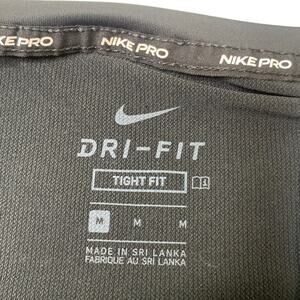 NIKE PRO NIKE PRO NIKE PRO
DRI-FIT
TIGHT FIT
M M M
MADE IN SRI LANKA
FABRIQUE AU SRI LANKA